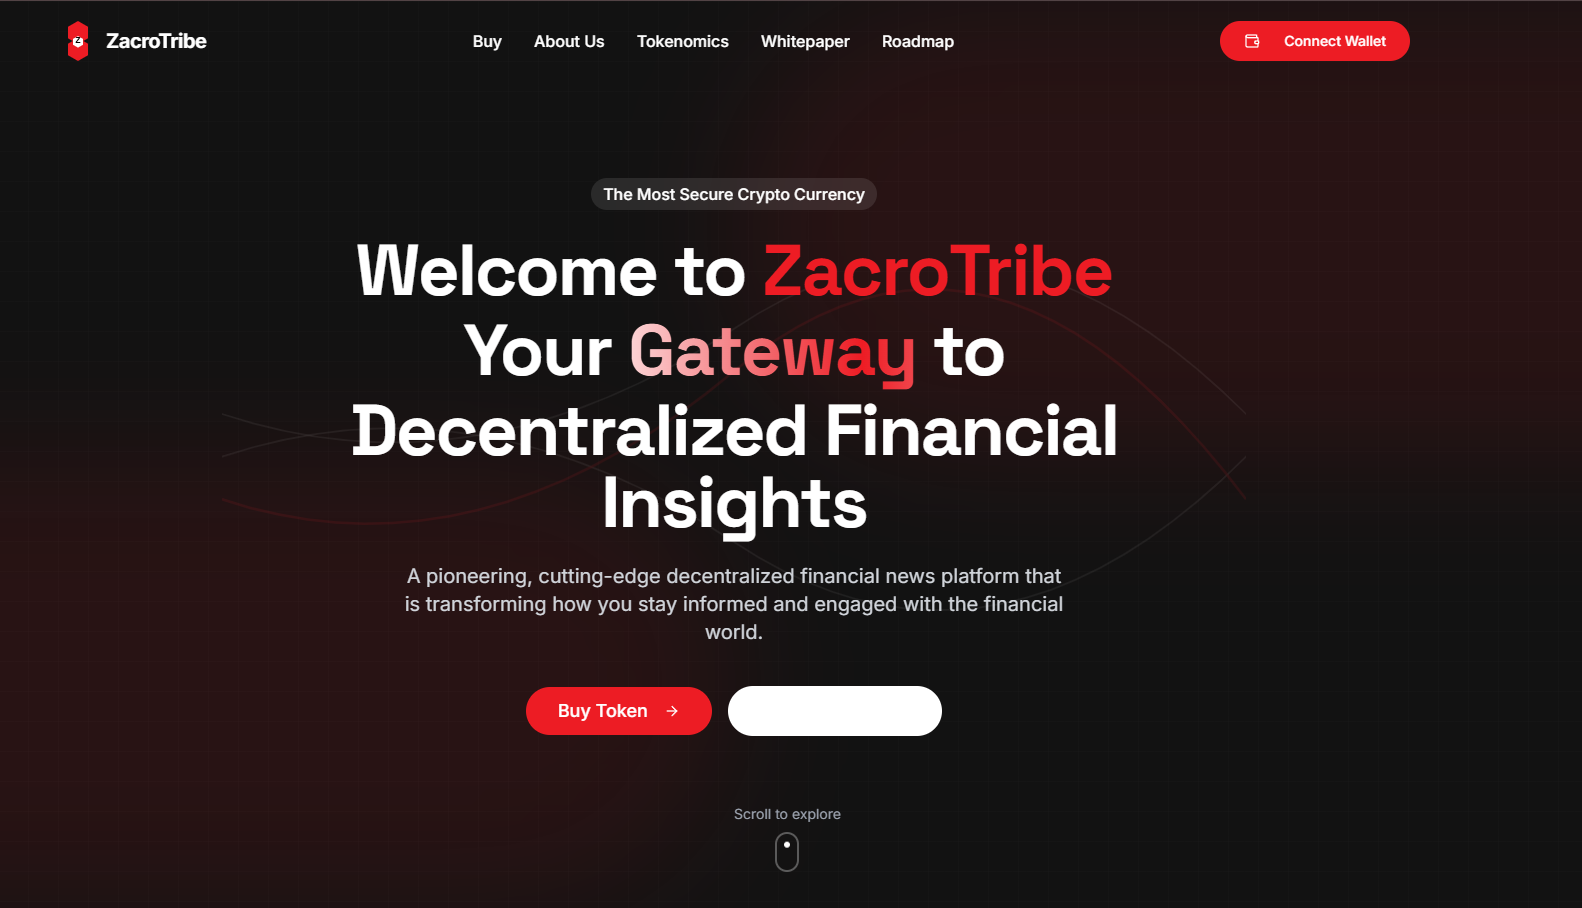 Z
ZacroTribe
Buy
About Us
Tokenomics
Whitepaper
Roadmap
Connect Wallet
The Most Secure Crypto Currency
Welcome to ZacroTribe
Your Gateway to
Decentralized Financial
Insights
A pioneering, cutting-edge decentralized financial news platform that
is transforming how you stay informed and engaged with the financial
world.
Buy Token
Scroll to explore